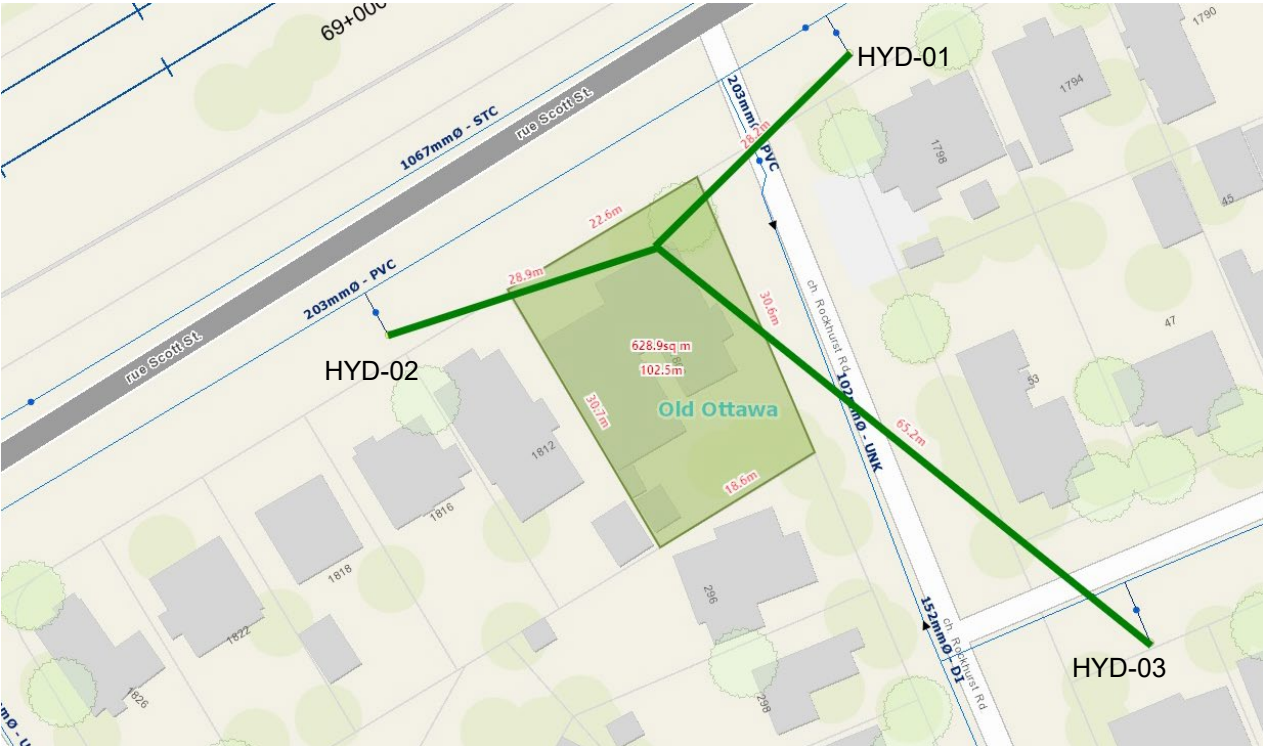 69+000
1790
HYD-01
1794
203mmØ - PVC
28.2m
1067mmØ - STC
rue Scott St.
1798
45
22.6m
203mmØ - PVC
28.9m
30.6m
ch. Rockhurst Rd
47
rue Scott St.
HYD-02
628.9sq m
102.5m
53
Old Ottawa
30.7m
102mmØ - UNK
65.2m
1812
18.6m
1816
1818
296
152mmØ - DI
ch. Rockhurst Rd
1822
HYD-03
1826
298